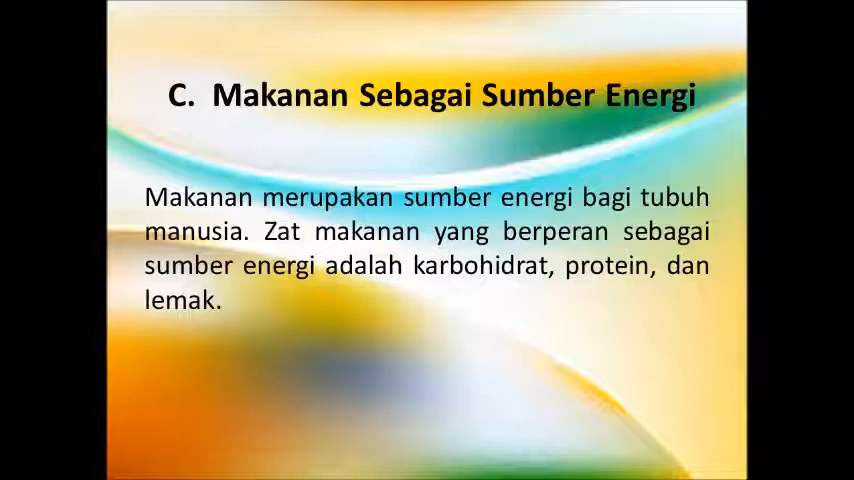 C. Makanan Sebagai Sumber Energi
Makanan merupakan sumber energi bagi tubuh
manusia. Zat makanan yang berperan sebagai
sumber energi adalah karbohidrat, protein, dan
lemak.